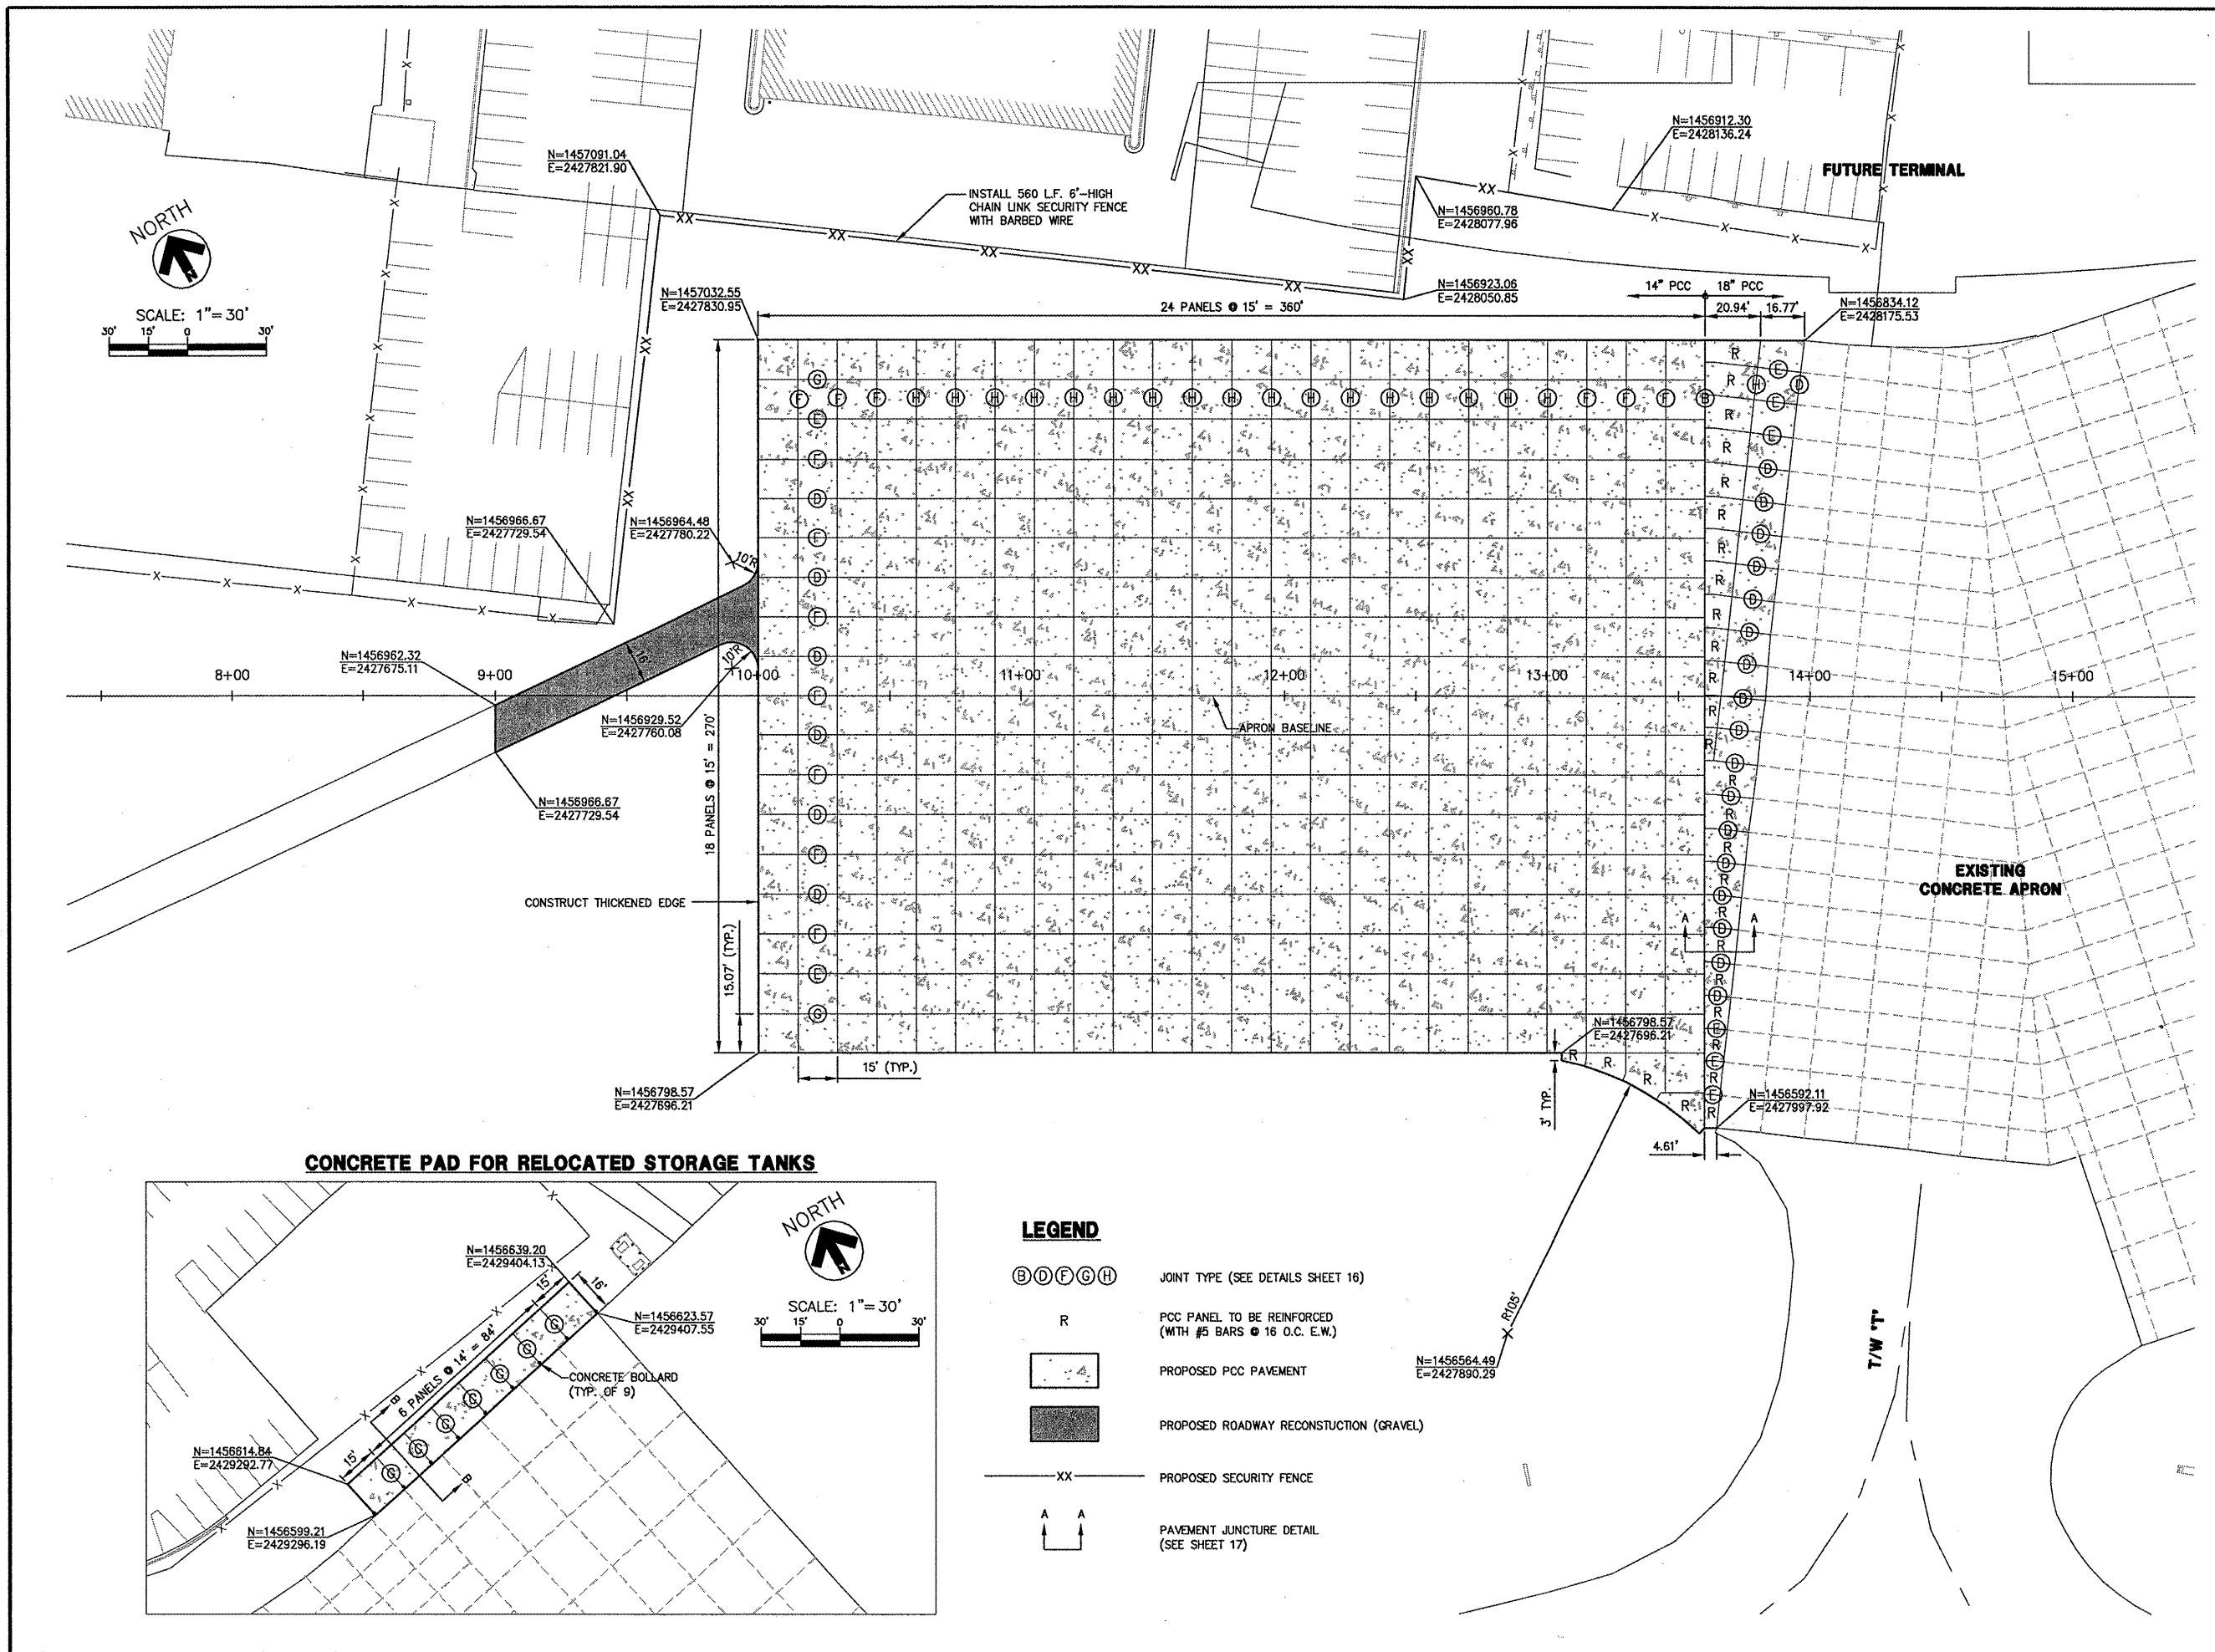 N=1457091.04
E=2427821.90
N=1456912.30
E=2428136.24
FUTURE TERMINAL
INSTALL 560 L.F. 6'-HIGH
CHAIN LINK SECURITY FENCE
WITH BARBED WIRE
N=1456960.78
E=2428077.96
NORTH
N
SCALE: 1"= 30'
30' 15' 0 30'
N=1457032.55
E=2427830.95
N=1456923.06
E=2428050.85
14" PCC
18" PCC
24 PANELS @ 15' = 360'
20.94'
16.77'
N=1456834.12
E=2428175.53
N=1456966.67
E=2427729.54
N=1456964.48
E=2427780.22
10'R
16'
10'R
N=1456962.32
E=2427675.11
8+00
9+00
10+00
11+00
12+00
13+00
14+00
15+00
N=1456929.52
E=2427760.08
APRON BASELINE
18 PANELS @ 15' = 270'
N=1456966.67
E=2427729.54
CONSTRUCT THICKENED EDGE
EXISTING
CONCRETE APRON
A A
15.07' (TYP.)
15' (TYP.)
N=1456798.57
E=2427696.21
N=1456798.57
E=2427696.21
3' TYP.
N=1456592.11
E=2427997.92
4.61'
R105'
N=1456564.49
E=2427890.29
T/W 'T'
CONCRETE PAD FOR RELOCATED STORAGE TANKS
N=1456639.20
E=2429404.13
15'
16'
NORTH
N
SCALE: 1"= 30'
30' 15' 0 30'
N=1456623.57
E=2429407.55
CONCRETE BOLLARD
(TYP. OF 9)
6 PANELS @ 14' = 84'
B
B
15'
N=1456614.84
E=2429292.77
N=1456599.21
E=2429296.19
LEGEND
B D F G H JOINT TYPE (SEE DETAILS SHEET 16)
R PCC PANEL TO BE REINFORCED
(WITH #5 BARS @ 16 O.C. E.W.)
PROPOSED PCC PAVEMENT
PROPOSED ROADWAY RECONSTUCTION (GRAVEL)
XX PROPOSED SECURITY FENCE
A A PAVEMENT JUNCTURE DETAIL
(SEE SHEET 17)